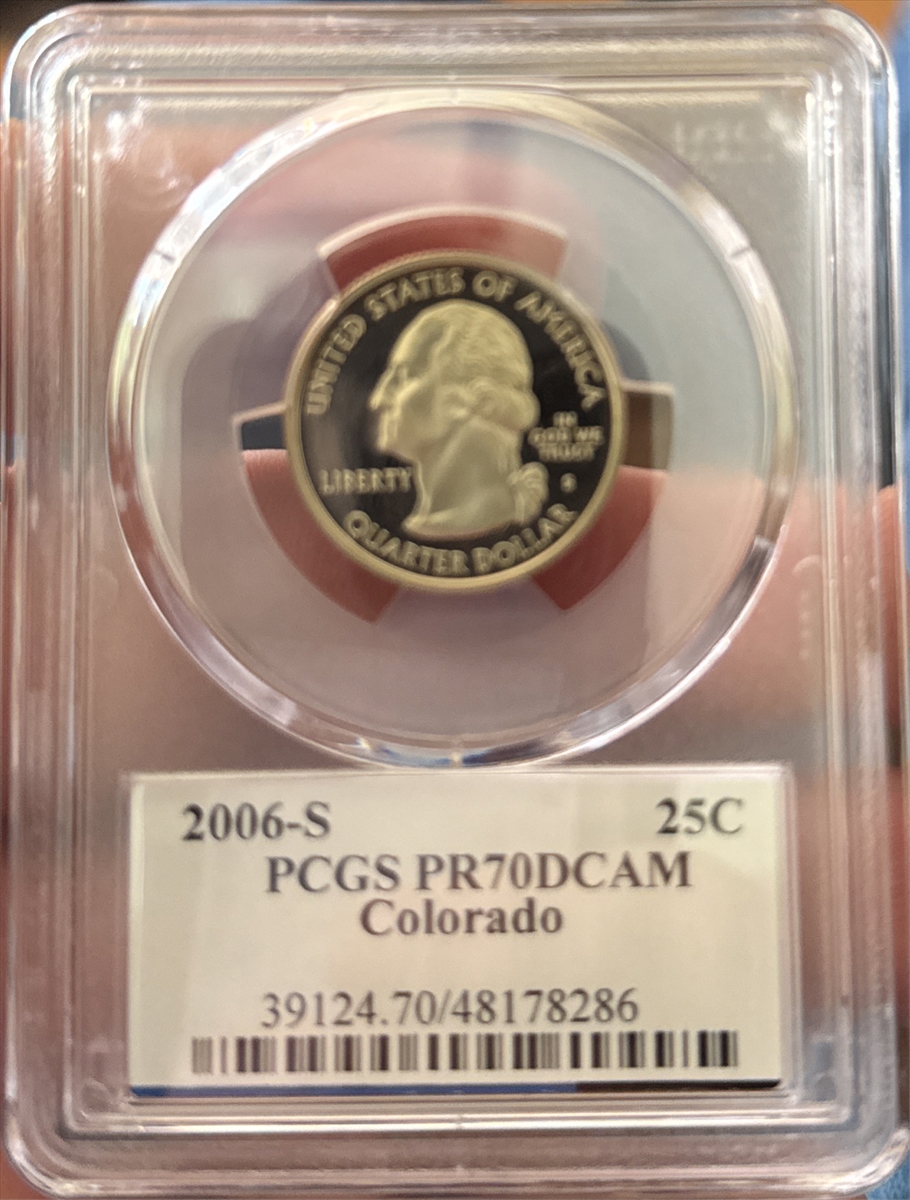 UNITED STATES OF AMERICA
IN
GOD WE
TRUST
LIBERTY
S
QUARTER DOLLAR
2006-S 25C
PCGS PR70DCAM
Colorado
39124.70/48178286